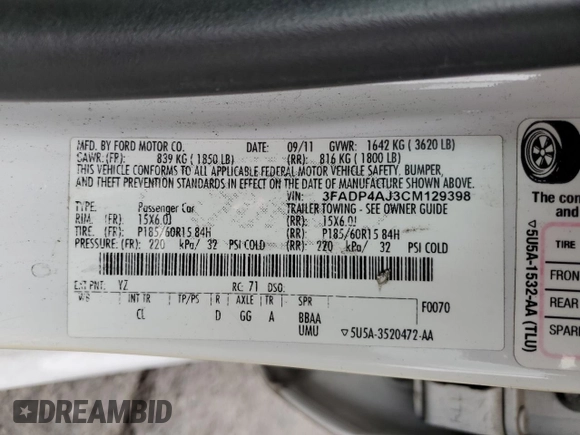 MFD. BY FORD MOTOR CO. DATE: 09/11 GVWR: 1642 KG ( 3620 LB)
GAWR: (FR): 839 KG ( 1850 LB) (RR): 816 KG ( 1800 LB)
THIS VEHICLE CONFORMS TO ALL APPLICABLE FEDERAL MOTOR VEHICLE SAFETY, BUMPER,
AND THEFT PREVENTION STANDARDS IN EFFECT ON THE DATE OF MANUFACTURE SHOWN ABOVE.
VIN: 3FADP4AJ3CM129398
TYPE: Passenger Car TRAILER TOWING - SEE OWNER GUIDE
RIM: (FR): 15X6.0J (RR): 15X6.0J
TIRE: (FR): P185/60R15 84H (RR): P185/60R15 84H
PRESSURE: (FR): 220 kPa/ 32 PSI COLD (RR): 220 kPa/ 32 PSI COLD
EXT PNT: YZ RC: 71 DSO:
WB INT TR TP/PS R AXLE TR SPR F0070
CL D GG A BBAA
UMU ▽5U5A-3520472-AA
The con
▽5U5A-1532-AA (TLU)
TIRE
FRON
REAR
SPAR
DREAMBID